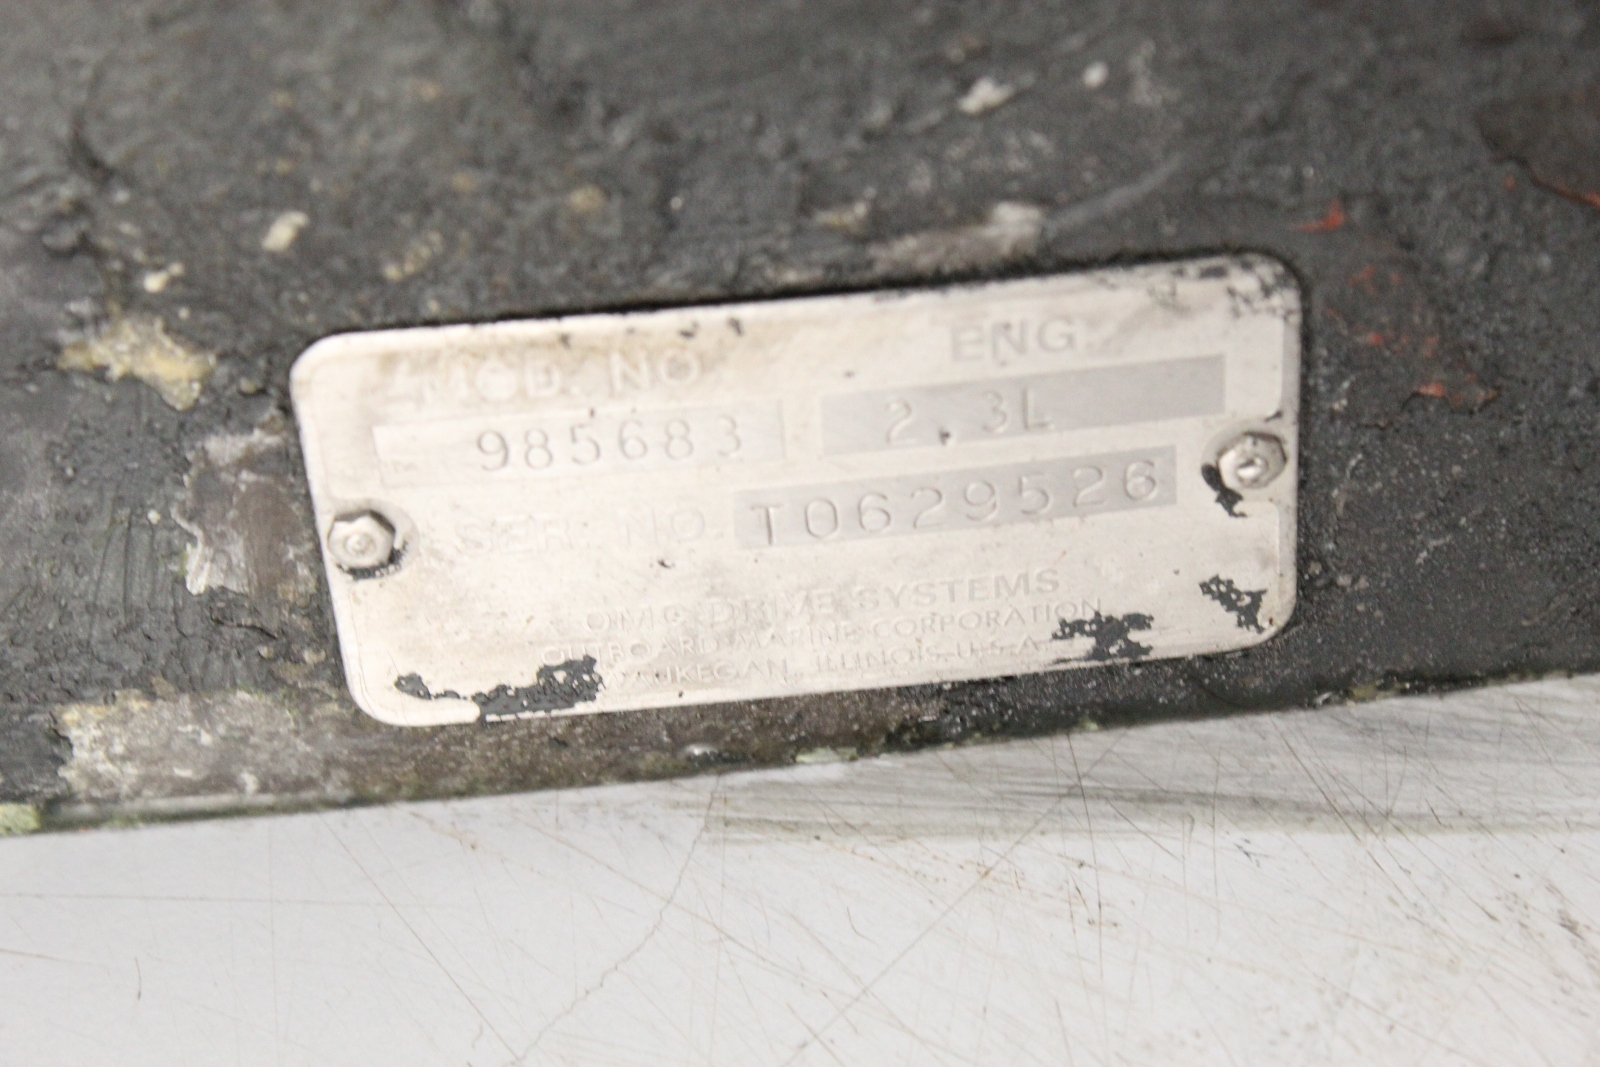 MOD. NO ENG.
985683 2.3L
SER. NO T0629526
OMC DRIVE SYSTEMS
OUTBOARD MARINE CORPORATION
WAUKEGAN, ILLINOIS, U.S.A.